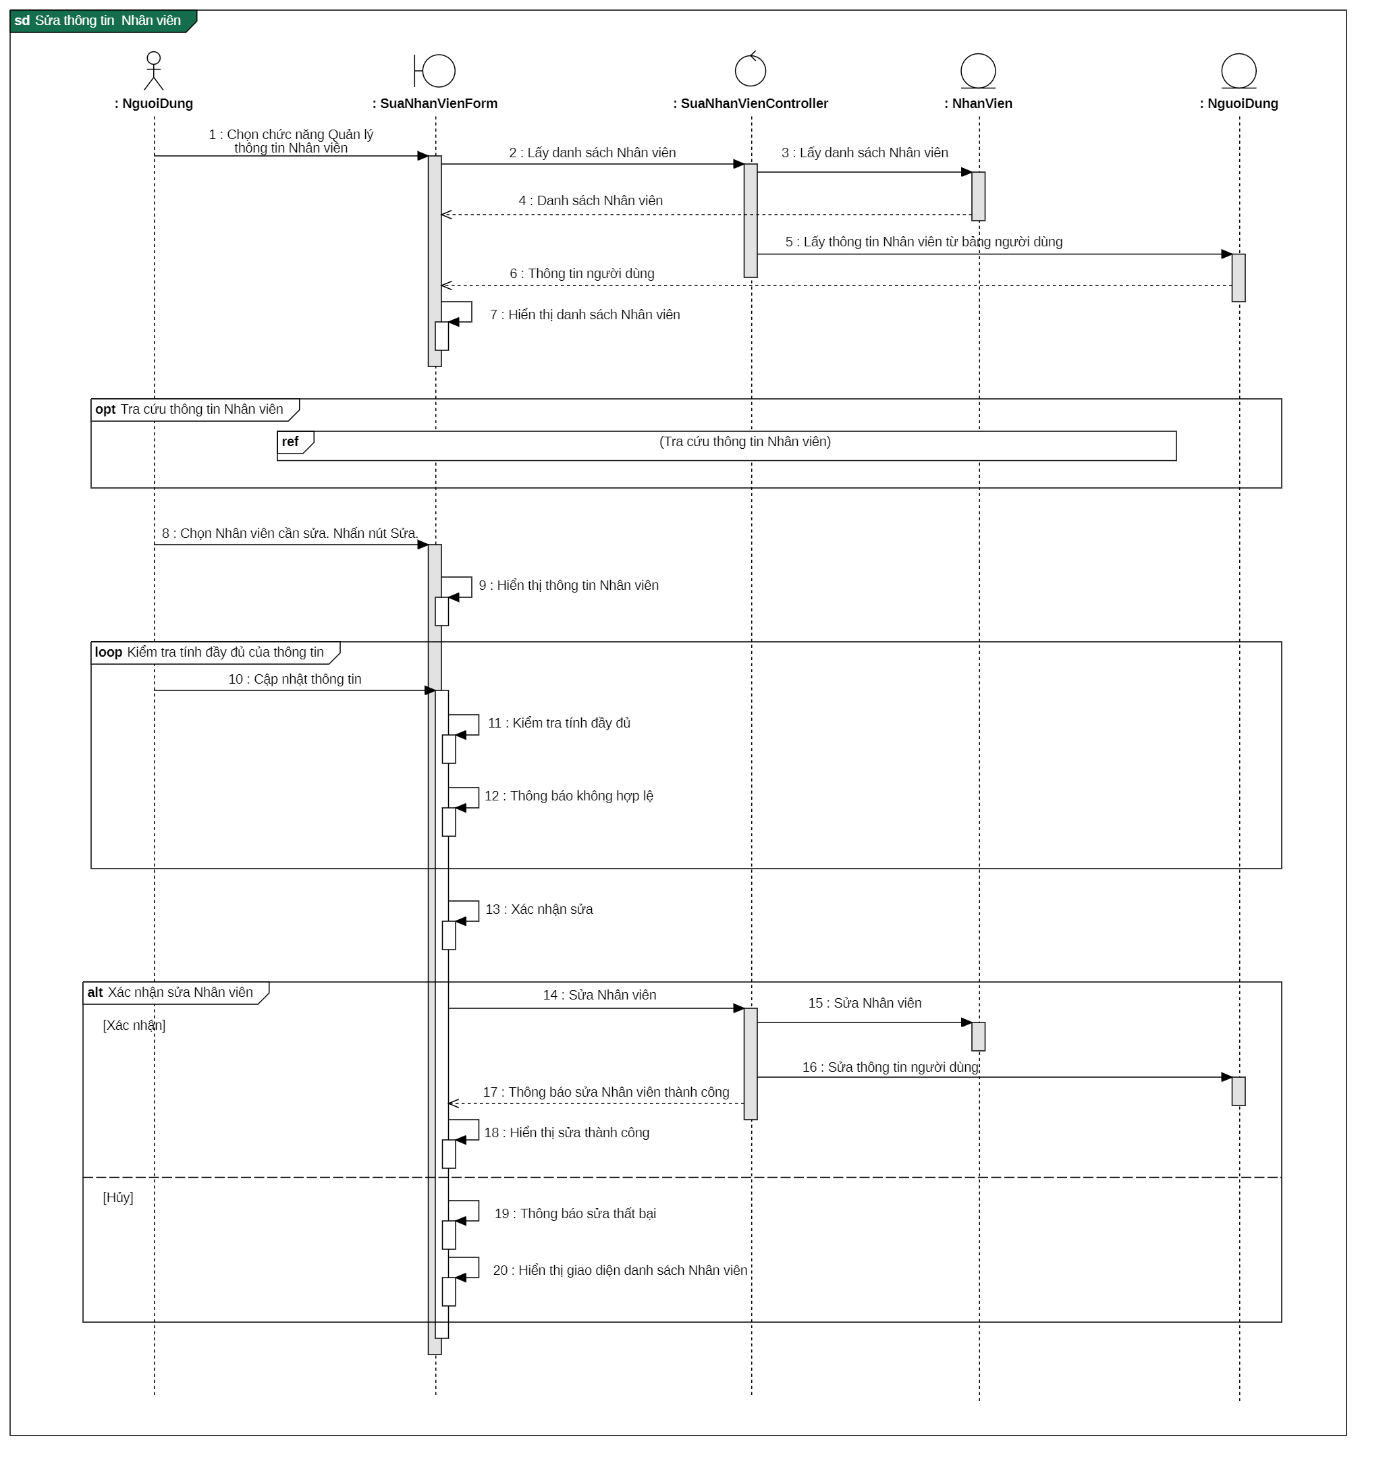 sd Sửa thông tin  Nhân viên
: NguoiDung
: SuaNhanVienForm
: SuaNhanVienController
: NhanVien
: NguoiDung
1 : Chọn chức năng Quản lý
thông tin Nhân viên
2 : Lấy danh sách Nhân viên
3 : Lấy danh sách Nhân viên
4 : Danh sách Nhân viên
5 : Lấy thông tin Nhân viên từ bảng người dùng
6 : Thông tin người dùng
7 : Hiển thị danh sách Nhân viên
opt Tra cứu thông tin Nhân viên
ref
(Tra cứu thông tin Nhân viên)
8 : Chọn Nhân viên cần sửa. Nhấn nút Sửa.
9 : Hiển thị thông tin Nhân viên
loop Kiểm tra tính đầy đủ của thông tin
10 : Cập nhật thông tin
11 : Kiểm tra tính đầy đủ
12 : Thông báo không hợp lệ
13 : Xác nhận sửa
alt Xác nhận sửa Nhân viên
14 : Sửa Nhân viên
15 : Sửa Nhân viên
[Xác nhận]
16 : Sửa thông tin người dùng
17 : Thông báo sửa Nhân viên thành công
18 : Hiển thị sửa thành công
[Hủy]
19 : Thông báo sửa thất bại
20 : Hiển thị giao diện danh sách Nhân viên